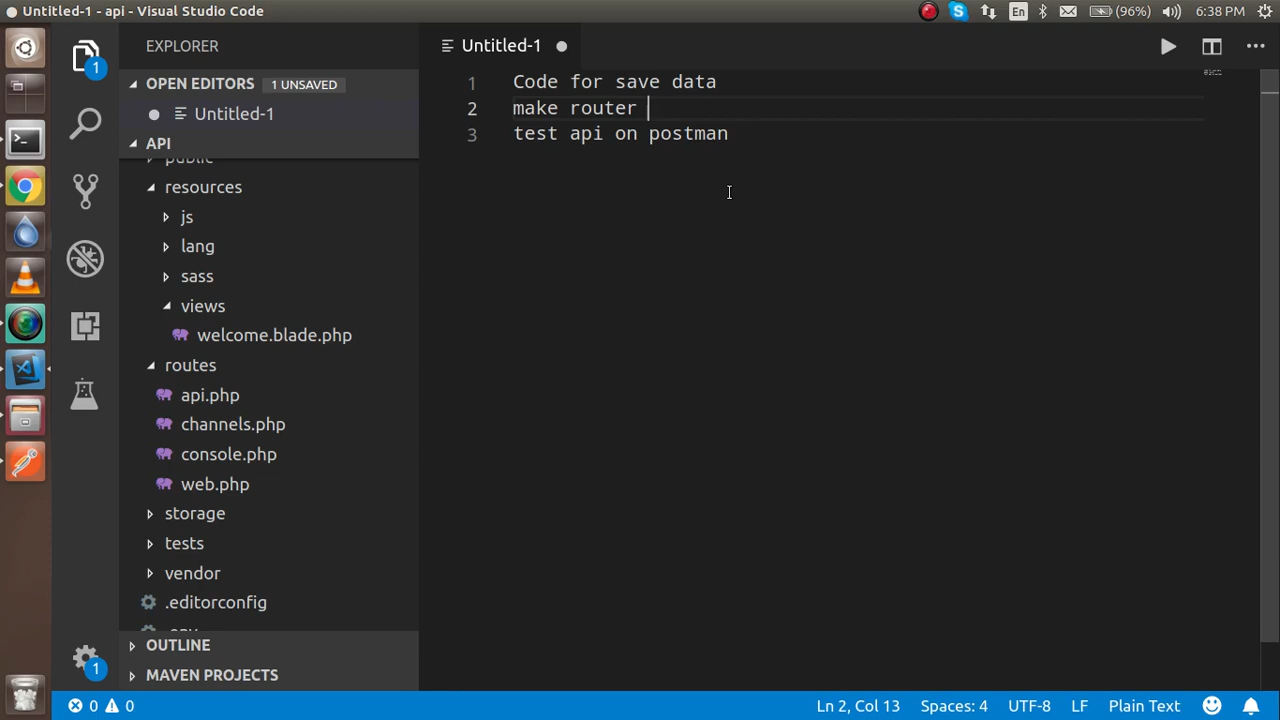 Untitled-1 - api - Visual Studio Code
En
(96%)
6:38 PM
EXPLORER
OPEN EDITORS
1 UNSAVED
Untitled-1
API
public
resources
js
lang
sass
views
welcome.blade.php
routes
api.php
channels.php
console.php
web.php
storage
tests
vendor
.editorconfig
OUTLINE
MAVEN PROJECTS
1
1
Untitled-1
1 Code for save data
2 make router
3 test api on postman
0
0
Ln 2, Col 13
Spaces: 4
UTF-8
LF
Plain Text